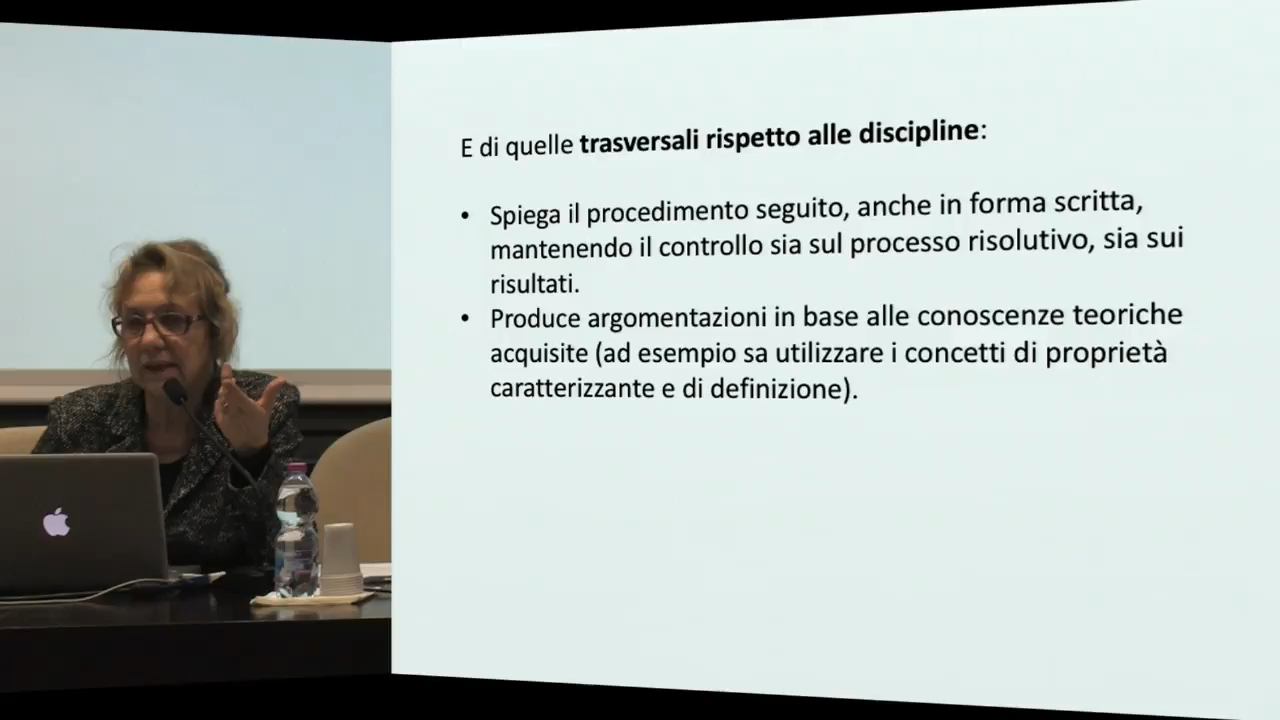 E di quelle trasversali rispetto alle discipline:
• Spiega il procedimento seguito, anche in forma scritta,
mantenendo il controllo sia sul processo risolutivo, sia sui
risultati.
• Produce argomentazioni in base alle conoscenze teoriche
acquisite (ad esempio sa utilizzare i concetti di proprietà
caratterizzante e di definizione).